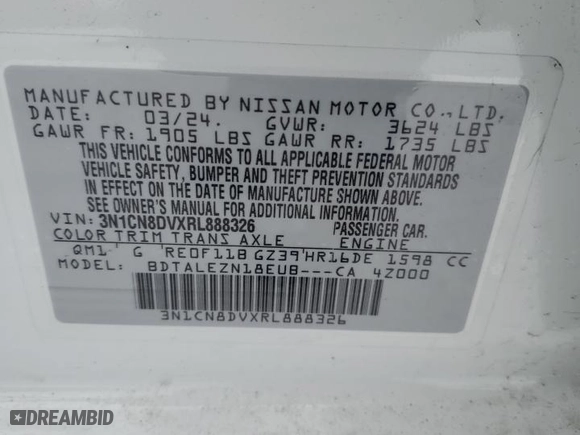 MANUFACTURED BY NISSAN MOTOR CO.,LTD.
DATE: 03/24. GVWR: 3624 LBS
GAWR FR: 1905 LBS GAWR RR: 1735 LBS
THIS VEHICLE CONFORMS TO ALL APPLICABLE FEDERAL MOTOR
VEHICLE SAFETY, BUMPER AND THEFT PREVENTION STANDARDS
IN EFFECT ON THE DATE OF MANUFACTURE SHOWN ABOVE.
SEE OWNER'S MANUAL FOR ADDITIONAL INFORMATION.
VIN: 3N1CN8DVXRL888326 PASSENGER CAR.
COLOR TRIM TRANS AXLE ENGINE
QM1 G RE0F11B GZ39 HR16DE 1598 CC
MODEL: BDTALEZN18EUB---CA 4Z000
3N1CN8DVXRL888326
DREAMBID